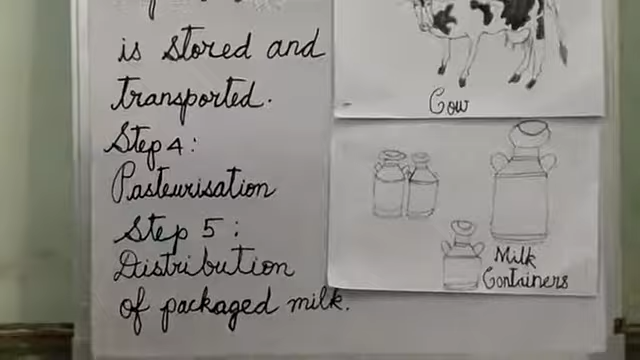 is stored and
transported.
Step 4:
Pasteurisation
Step 5:
Distribution
of packaged milk.
Cow
Milk
Containers